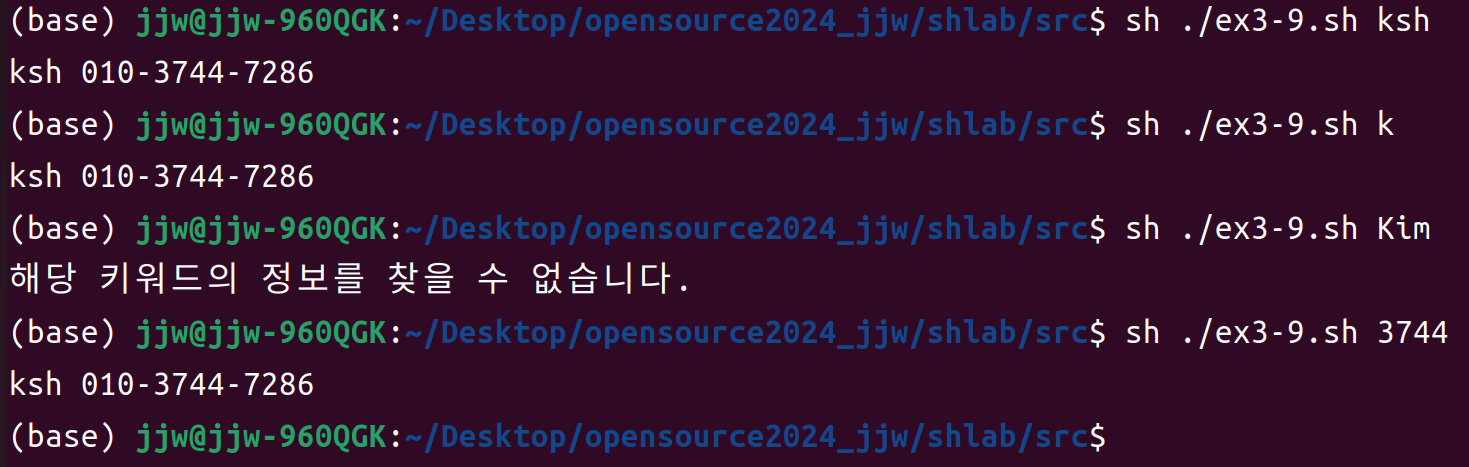 (base) jjw@jjw-960QGK:~/Desktop/opensource2024_jjw/shlab/src$ sh ./ex3-9.sh ksh
ksh 010-3744-7286
(base) jjw@jjw-960QGK:~/Desktop/opensource2024_jjw/shlab/src$ sh ./ex3-9.sh k
ksh 010-3744-7286
(base) jjw@jjw-960QGK:~/Desktop/opensource2024_jjw/shlab/src$ sh ./ex3-9.sh Kim
해당 키워드의 정보를 찾을 수 없습니다.
(base) jjw@jjw-960QGK:~/Desktop/opensource2024_jjw/shlab/src$ sh ./ex3-9.sh 3744
ksh 010-3744-7286
(base) jjw@jjw-960QGK:~/Desktop/opensource2024_jjw/shlab/src$